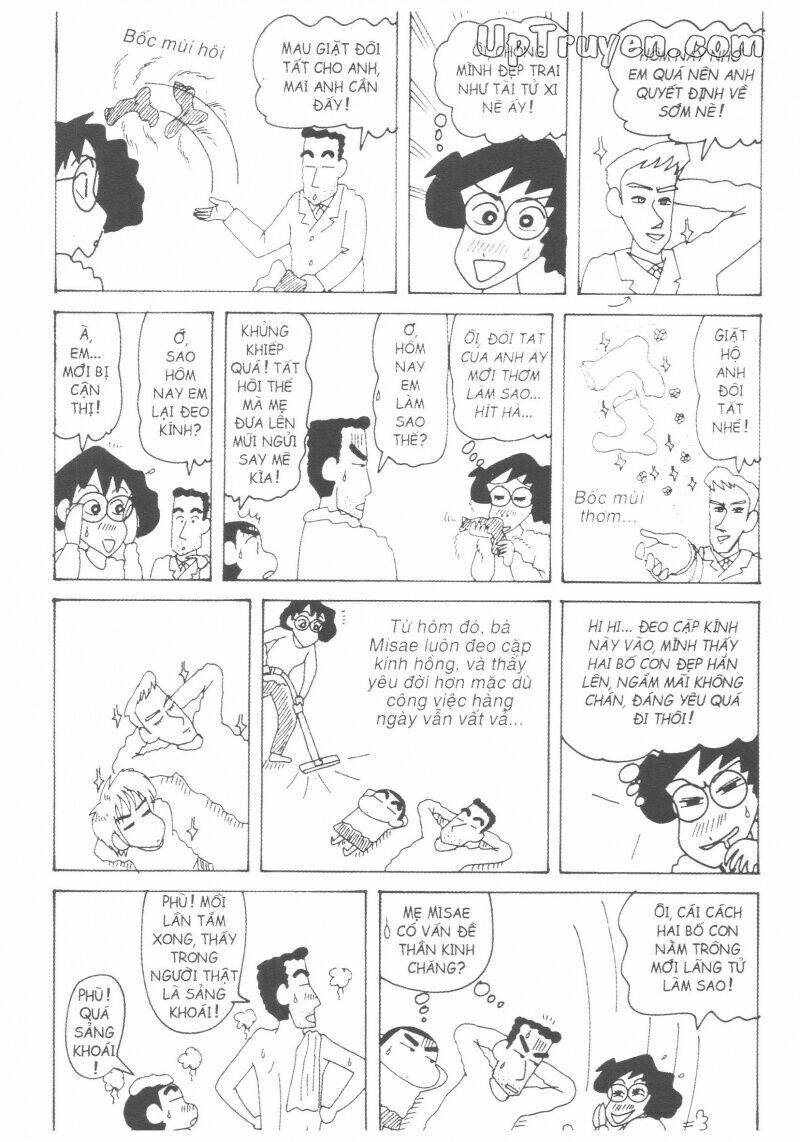 UpTruyen.com
HÔM NAY NHỚ
EM QUÁ NÊN ANH
QUYẾT ĐỊNH VỀ
SỚM NÈ!
ÔI, CHỒNG
MÌNH ĐẸP TRAI
NHƯ TÀI TỬ XI
NÊ ẤY!
MAU GIẶT ĐÔI
TẤT CHO ANH,
MAI ANH CẦN
ĐẤY!
Bốc mùi hôi
GIẶT
HỘ
ANH
ĐÔI
TẤT
NHÉ!
Bốc mùi
thơm...
ÔI, ĐÔI TẤT
CỦA ANH ẤY
MỚI THƠM
LÀM SAO...
HÍT HÀ...
Ơ,
HÔM
NAY
EM
LÀM
SAO
THẾ?
KHỦNG
KHIẾP
QUÁ! TẤT
HÔI THẾ
MÀ MẸ
ĐƯA LÊN
MŨI NGỬI
SAY MÊ
KÌA!
Ớ,
SAO
HÔM
NAY EM
LẠI ĐEO
KÍNH?
À,
EM...
MỚI BỊ
CẬN
THỊ!
HI HI... ĐEO CẶP KÍNH
NÀY VÀO, MÌNH THẤY
HAI BỐ CON ĐẸP HẲN
LÊN, NGẮM MÃI KHÔNG
CHÁN, ĐÁNG YÊU QUÁ
ĐI THÔI!
Từ hôm đó, bà
Misae luôn đeo cặp
kính hồng, và thấy
yêu đời hơn mặc dù
công việc hàng
ngày vẫn vất vả...
ÔI, CÁI CÁCH
HAI BỐ CON
NẰM TRÔNG
MỚI LÃNG TỬ
LÀM SAO!
MẸ MISAE
CÓ VẤN ĐỀ
THẦN KINH
CHĂNG?
PHÙ! MỖI
LẦN TẮM
XONG, THẤY
TRONG
NGƯỜI THẬT
LÀ SẢNG
KHOÁI!
PHÙ!
QUÁ
SẢNG
KHOÁI
!